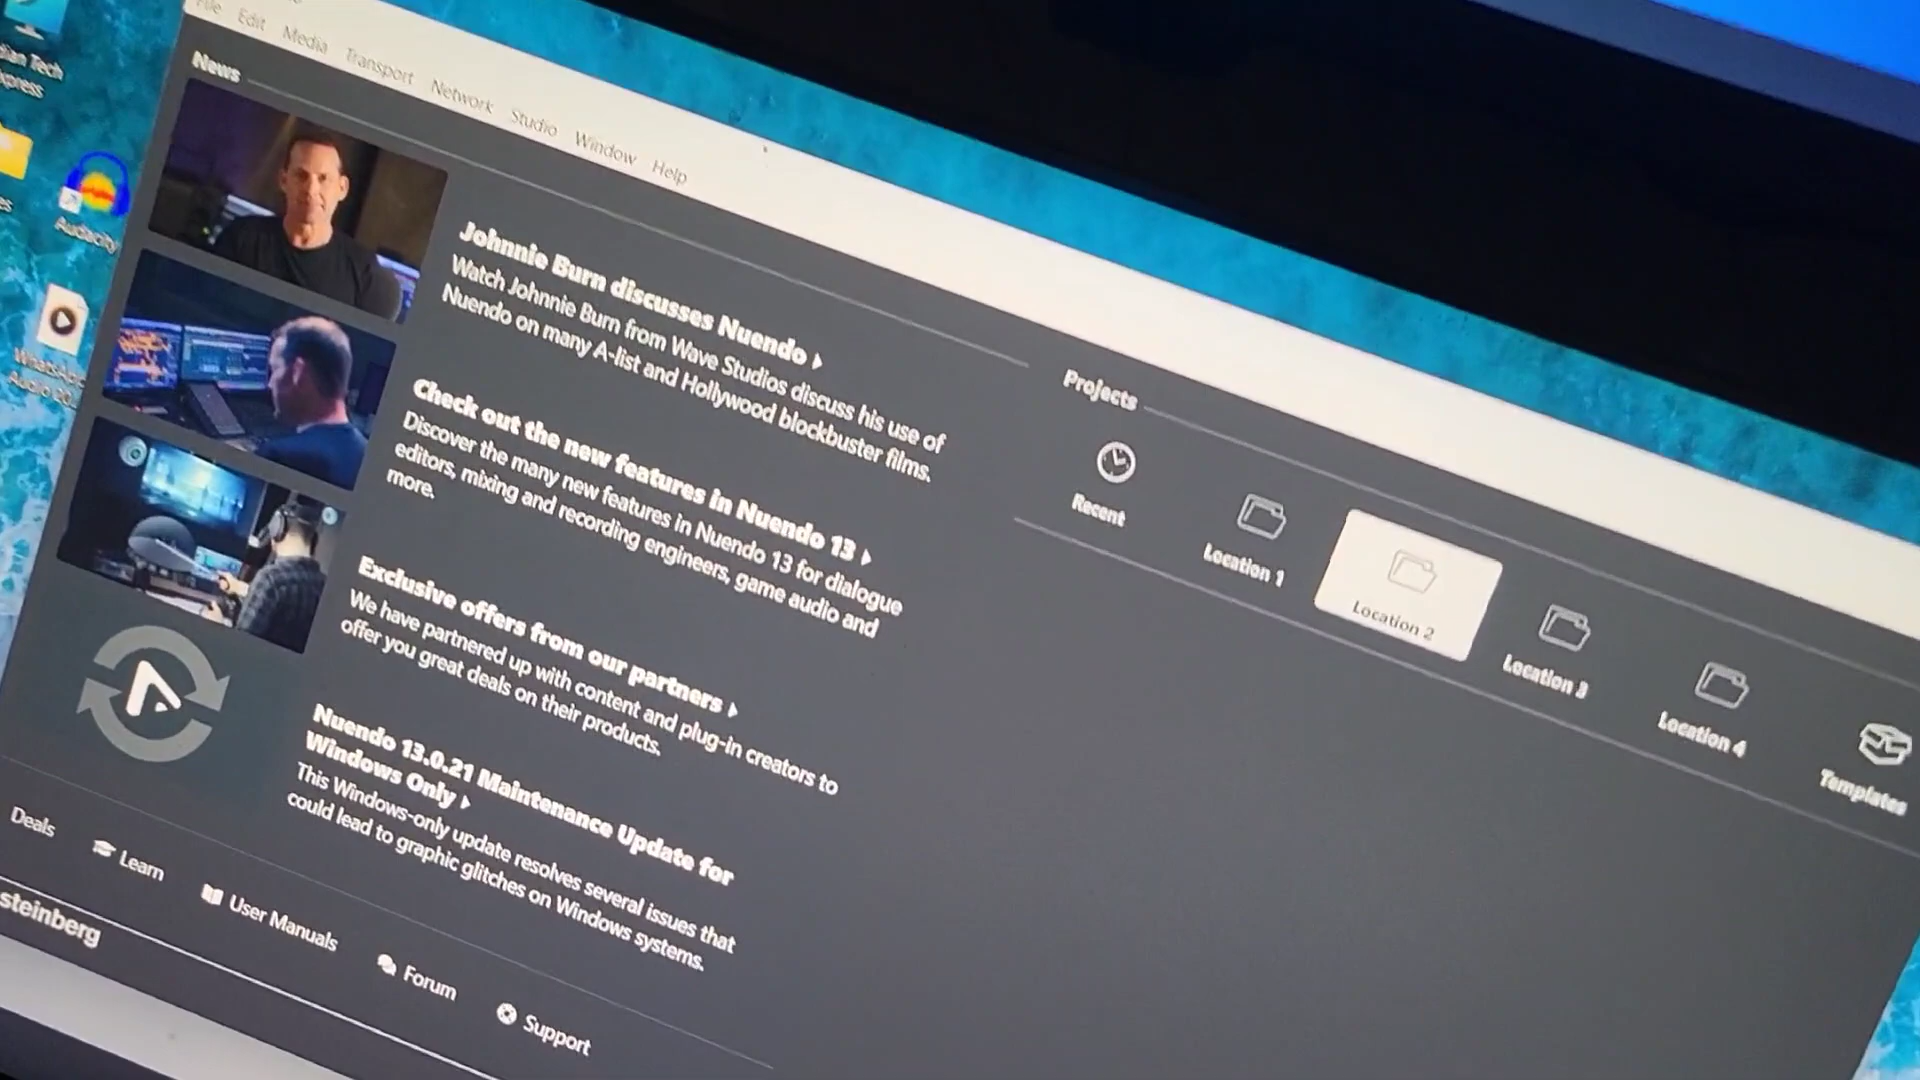 File Edit Media Transport Network Studio Window Help
News
Johnnie Burn discusses Nuendo
Watch Johnnie Burn from Wave Studios discuss his use of
Nuendo on many A-list and Hollywood blockbuster films.
Check out the new features in Nuendo 13
Discover the many new features in Nuendo 13 for dialogue
editors, mixing and recording engineers, game audio and
more.
Exclusive offers from our partners
We have partnered up with content and plug-in creators to
offer you great deals on their products.
Nuendo 13.0.21 Maintenance Update for
Windows Only
This Windows-only update resolves several issues that
could lead to graphic glitches on Windows systems.
Deals
Learn
User Manuals
Forum
Support
steinberg
Projects
Recent
Location 1
Location 2
Location 3
Location 4
Templates
Tech
Audacity
Audio 20...